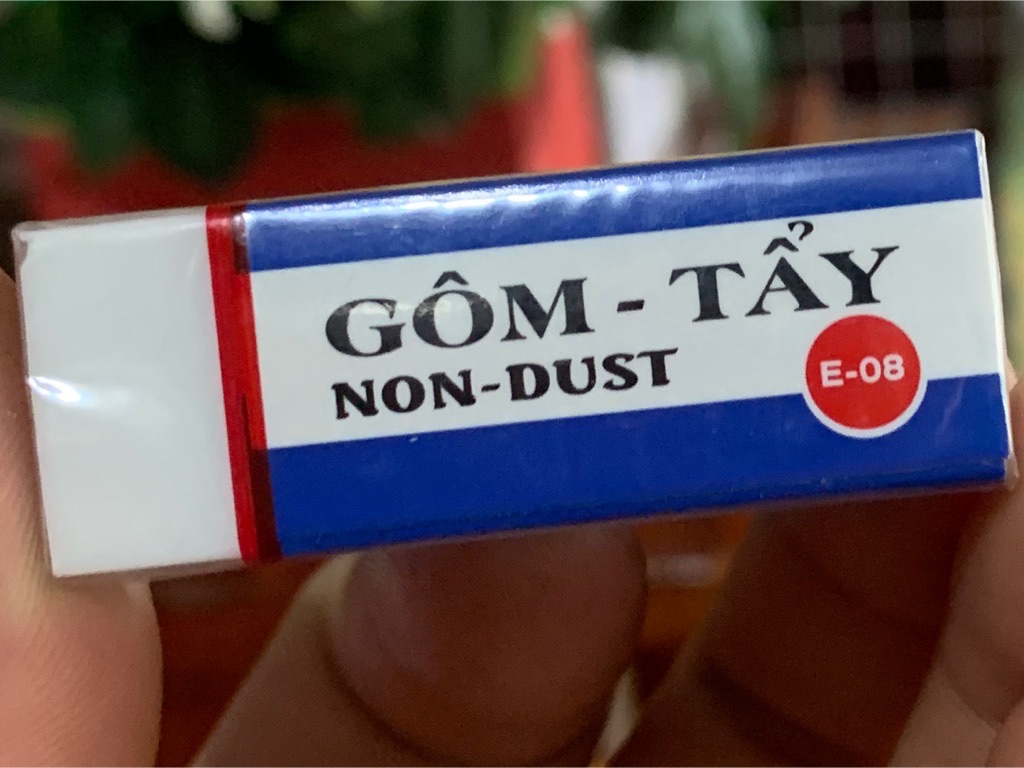 GÔM - TẨY
NON-DUST
E-08